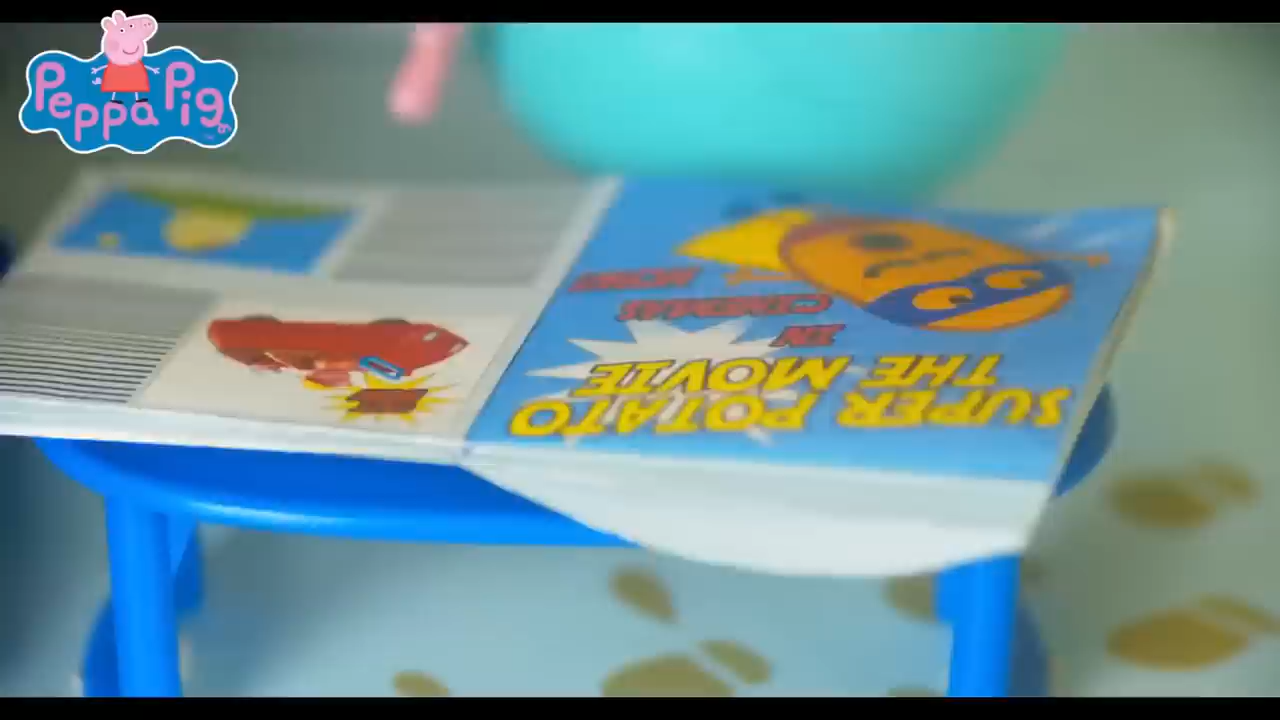 Peppa Pig
SUPER POTATO
THE MOVIE
IN
CINEMAS
NOW!